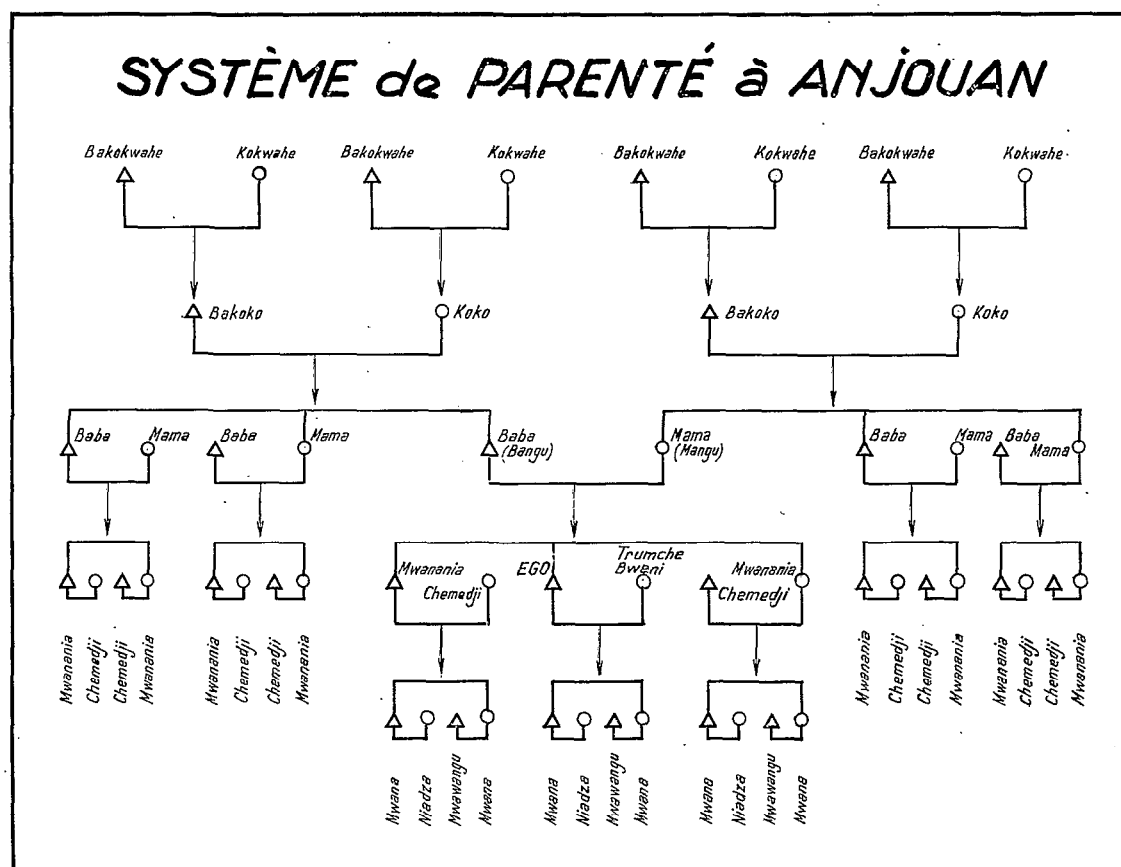 SYSTÈME de PARENTÉ à ANJOUAN
Bakokwahe Kokwahe Bakokwahe Kokwahe Bakokwahe Kokwahe Bakokwahe Kokwahe
Bakoko Koko Bakoko Koko
Baba Mama Baba Mama Baba Mama Baba Mama Baba
(Bangu) (Mangu) Mama
Trumche
Mwanania EGO Bweni Mwanania
Chemedji Chemedji
Mwanania Chemedji Chemedji Mwanania Mwanania Chemedji Chemedji Mwanania Mwanania Chemedji Chemedji Mwanania Mwanania Chemedji Chemedji Mwanania
Mwana Niadza Mwawangu Mwana Mwana Niadza Mwawangu Mwana Mwana Niadza Mwawangu Mwana